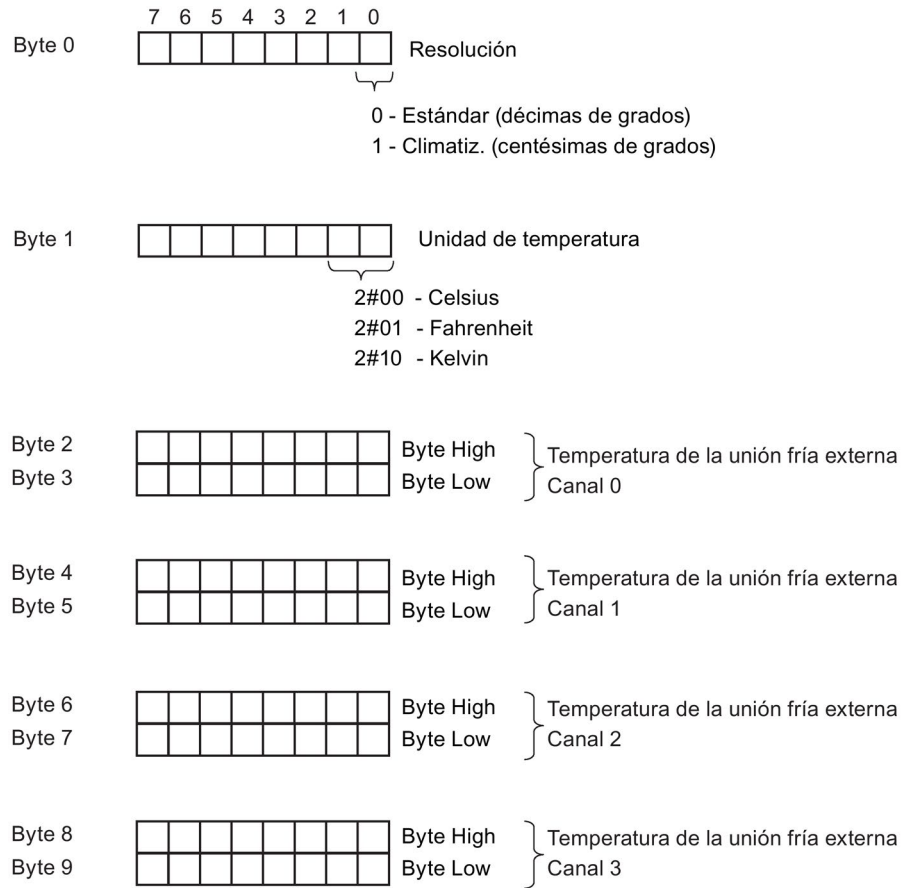 7 6 5 4 3 2 1 0
Byte 0 Resolución
0 - Estándar (décimas de grados)
1 - Climatiz. (centésimas de grados)
Byte 1 Unidad de temperatura
2#00 - Celsius
2#01 - Fahrenheit
2#10 - Kelvin
Byte 2 Byte High Temperatura de la unión fría externa
Byte 3 Byte Low Canal 0
Byte 4 Byte High Temperatura de la unión fría externa
Byte 5 Byte Low Canal 1
Byte 6 Byte High Temperatura de la unión fría externa
Byte 7 Byte Low Canal 2
Byte 8 Byte High Temperatura de la unión fría externa
Byte 9 Byte Low Canal 3